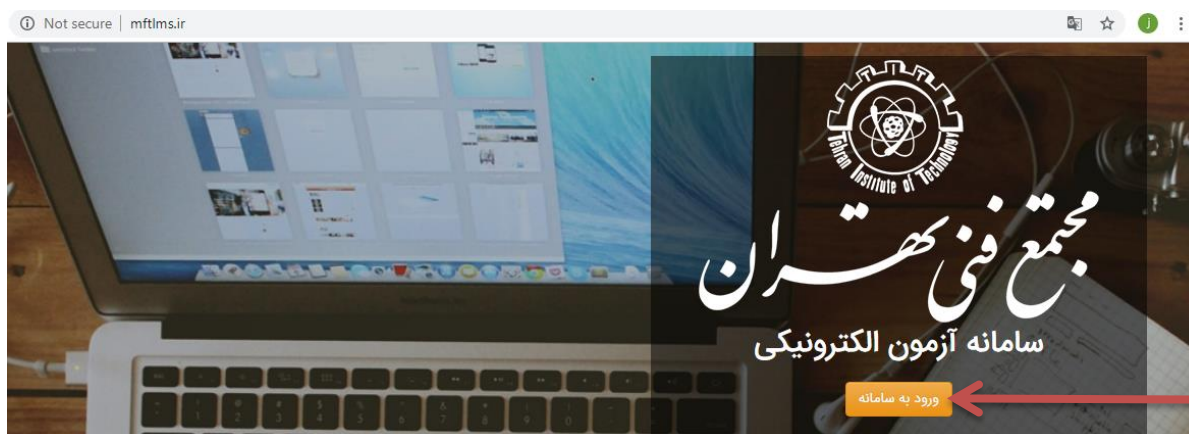 Not secure | mftlms.ir
j
Tehran Institute of Technology
مجتمع فنی تهران
سامانه آزمون الکترونیکی
ورود به سامانه